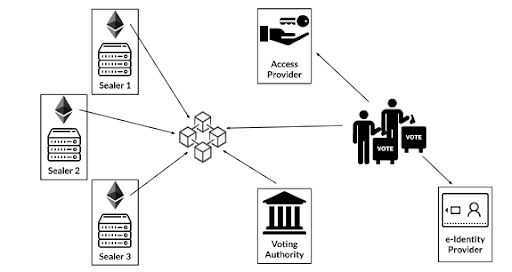 Sealer 1
Access
Provider
Sealer 2
VOTE
VOTE
Sealer 3
Voting
Authority
e-Identity
Provider